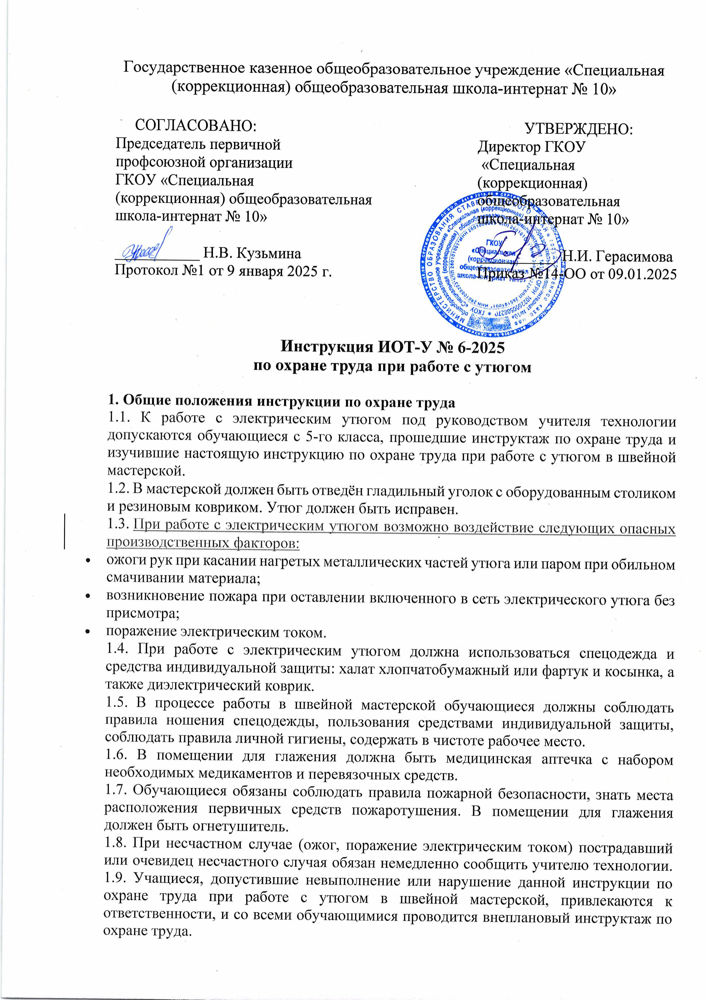 Государственное казенное общеобразовательное учреждение «Специальная
(коррекционная) общеобразовательная школа-интернат № 10»
СОГЛАСОВАНО:
Председатель первичной
профсоюзной организации
ГКОУ «Специальная
(коррекционная) общеобразовательная
школа-интернат № 10»
Н.В. Кузьмина
Протокол №1 от 9 января 2025 г.
УТВЕРЖДЕНО:
Директор ГКОУ
«Специальная
(коррекционная)
общеобразовательная
школа-интернат № 10»
Н.И. Герасимова
Приказ №14-ОО от 09.01.2025
МИНИСТЕРСТВО ОБРАЗОВАНИЯ СТАВРОПОЛЬСКОГО
ГКОУ
«Специальная
(коррекционная)
общеобразовательная
школа-интернат №10»
Инструкция ИОТ-У № 6-2025
по охране труда при работе с утюгом
1. Общие положения инструкции по охране труда
1.1. К работе с электрическим утюгом под руководством учителя технологии
допускаются обучающиеся с 5-го класса, прошедшие инструктаж по охране труда и
изучившие настоящую инструкцию по охране труда при работе с утюгом в швейной
мастерской.
1.2. В мастерской должен быть отведён гладильный уголок с оборудованным столиком
и резиновым ковриком. Утюг должен быть исправен.
1.3. При работе с электрическим утюгом возможно воздействие следующих опасных
производственных факторов:
• ожоги рук при касании нагретых металлических частей утюга или паром при обильном
смачивании материала;
• возникновение пожара при оставлении включенного в сеть электрического утюга без
присмотра;
• поражение электрическим током.
1.4. При работе с электрическим утюгом должна использоваться спецодежда и
средства индивидуальной защиты: халат хлопчатобумажный или фартук и косынка, а
также диэлектрический коврик.
1.5. В процессе работы в швейной мастерской обучающиеся должны соблюдать
правила ношения спецодежды, пользования средствами индивидуальной защиты,
соблюдать правила личной гигиены, содержать в чистоте рабочее место.
1.6. В помещении для глажения должна быть медицинская аптечка с набором
необходимых медикаментов и перевязочных средств.
1.7. Обучающиеся обязаны соблюдать правила пожарной безопасности, знать места
расположения первичных средств пожаротушения. В помещении для глажения
должен быть огнетушитель.
1.8. При несчастном случае (ожог, поражение электрическим током) пострадавший
или очевидец несчастного случая обязан немедленно сообщить учителю технологии.
1.9. Учащиеся, допустившие невыполнение или нарушение данной инструкции по
охране труда при работе с утюгом в швейной мастерской, привлекаются к
ответственности, и со всеми обучающимися проводится внеплановый инструктаж по
охране труда.